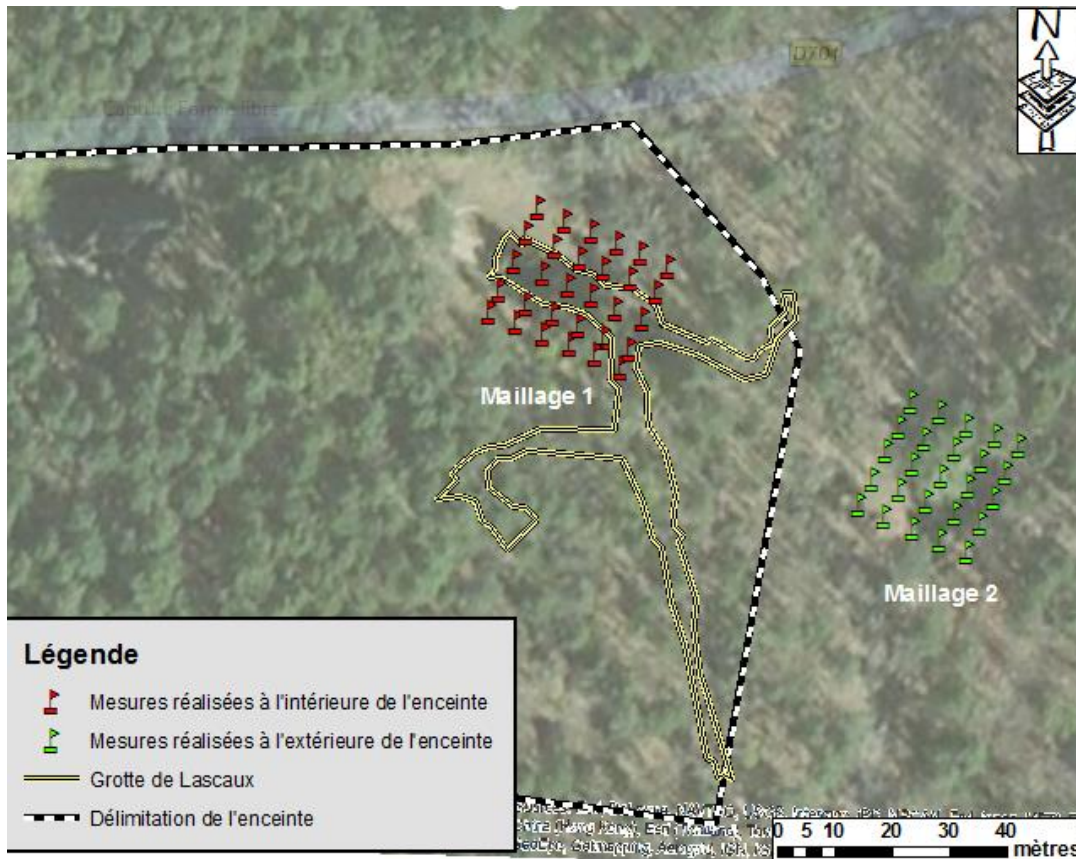 N
D701
Maillage 1
Maillage 2
Légende
Mesures réalisées à l'intérieure de l'enceinte
Mesures réalisées à l'extérieure de l'enceinte
Grotte de Lascaux
Délimitation de l'enceinte
0 5 10 20 30 40
mètres